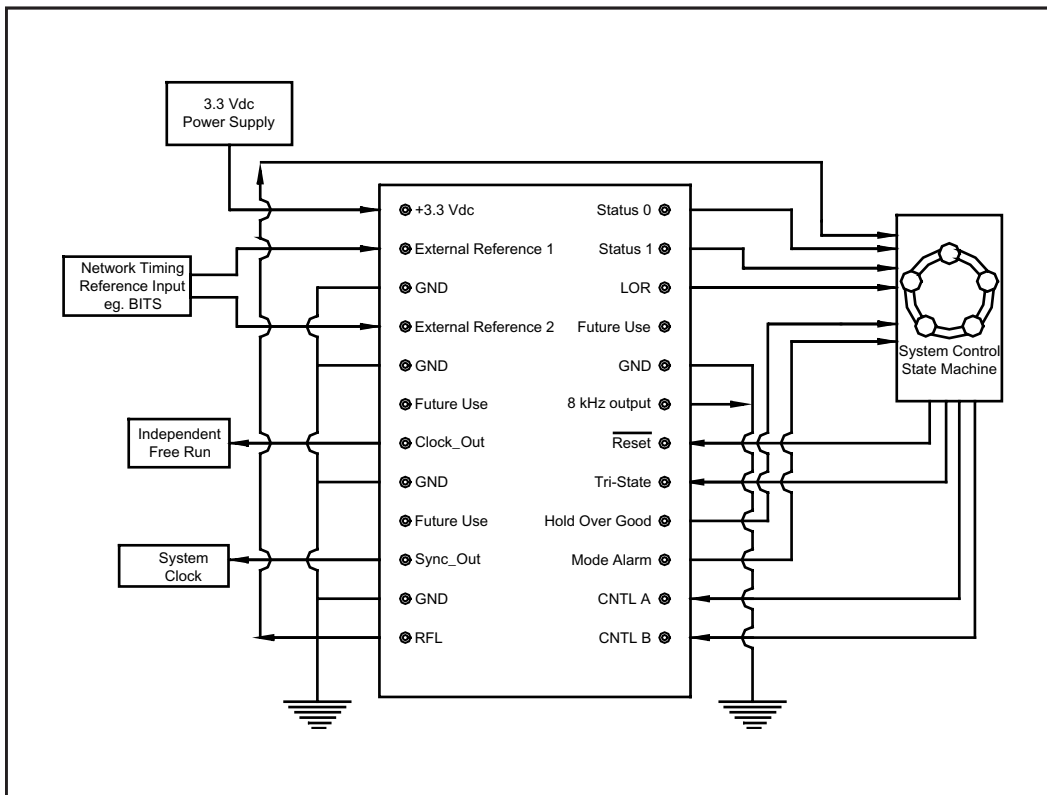 3.3 Vdc
Power Supply
Network Timing
Reference Input
eg. BITS
Independent
Free Run
System
Clock
+3.3 Vdc
External Reference 1
GND
External Reference 2
GND
Future Use
Clock_Out
GND
Future Use
Sync_Out
GND
RFL
Status 0
Status 1
LOR
Future Use
GND
8 kHz output
Reset
Tri-State
Hold Over Good
Mode Alarm
CNTL A
CNTL B
System Control
State Machine